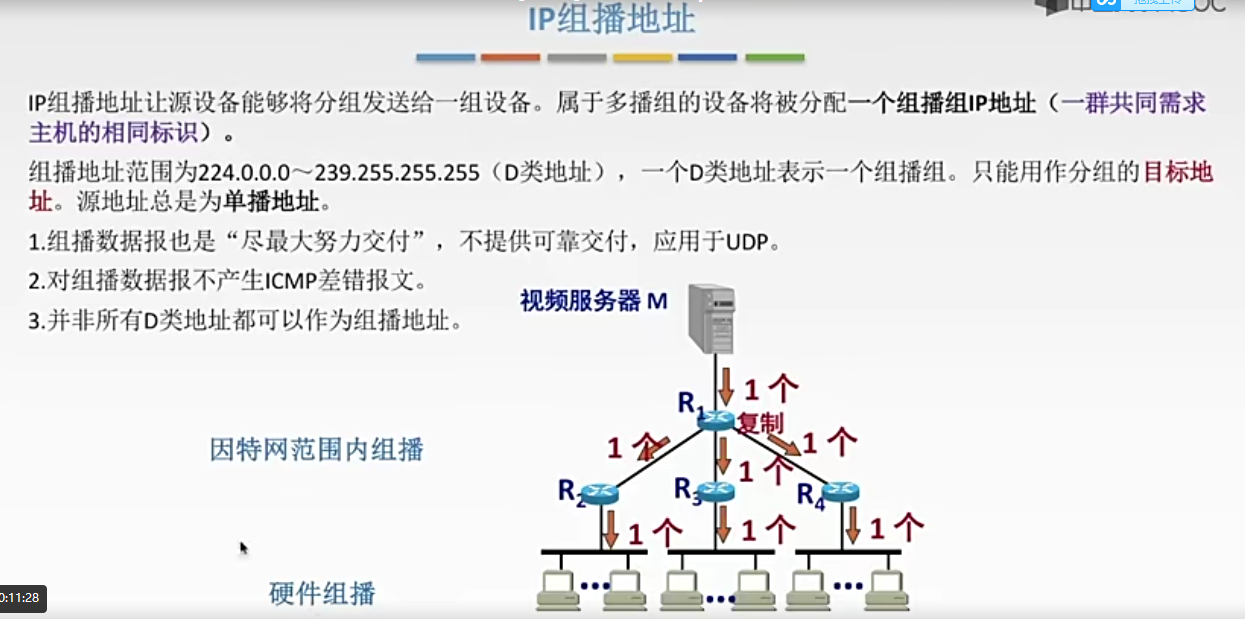 IP组播地址
IP组播地址让源设备能够将分组发送给一组设备。属于多播组的设备将被分配一个组播组IP地址（一群共同需求
主机的相同标识）。
组播地址范围为224.0.0.0～239.255.255.255（D类地址），一个D类地址表示一个组播组。只能用作分组的目标地
址。源地址总是为单播地址。
1.组播数据报也是“尽最大努力交付”，不提供可靠交付，应用于UDP。
2.对组播数据报不产生ICMP差错报文。
3.并非所有D类地址都可以作为组播地址。
视频服务器 M
1 个
R1
复制
1 个
1 个
1 个
因特网范围内组播
R2
R3
R4
1 个
1 个
1 个
硬件组播
0:11:28